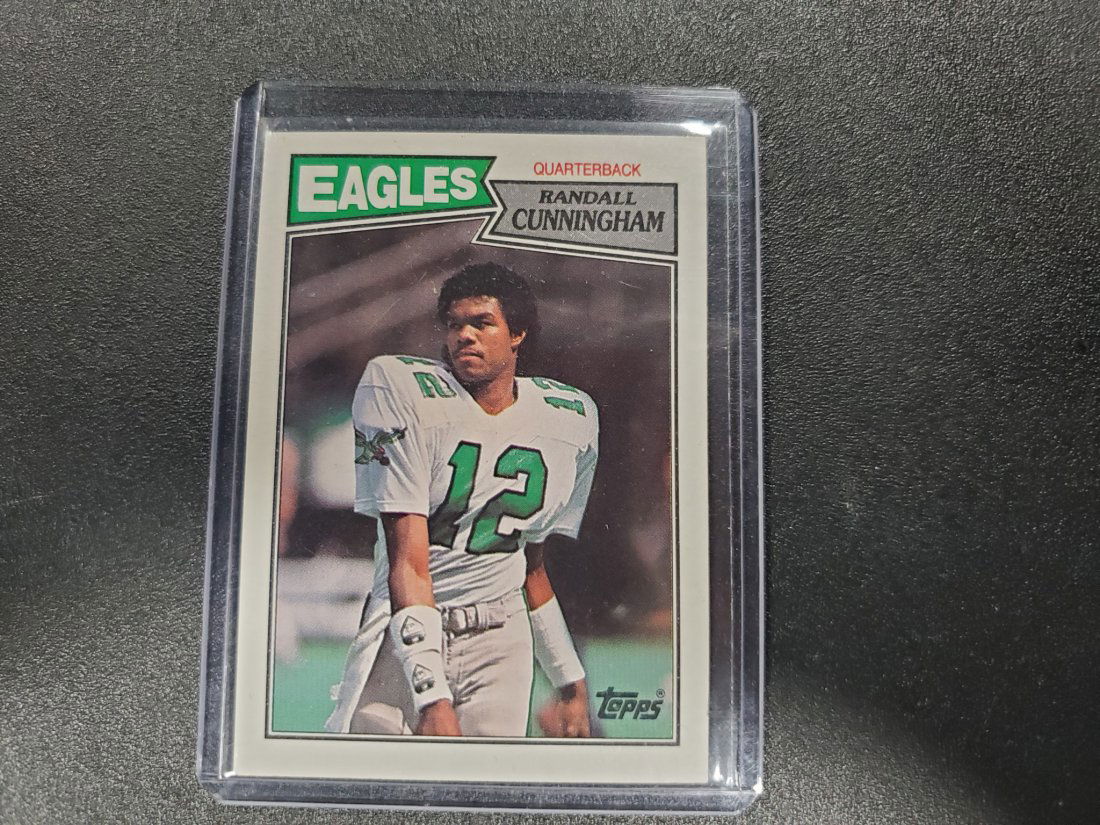 EAGLES
QUARTERBACK
RANDALL
CUNNINGHAM
12
12
12
TOPPS®